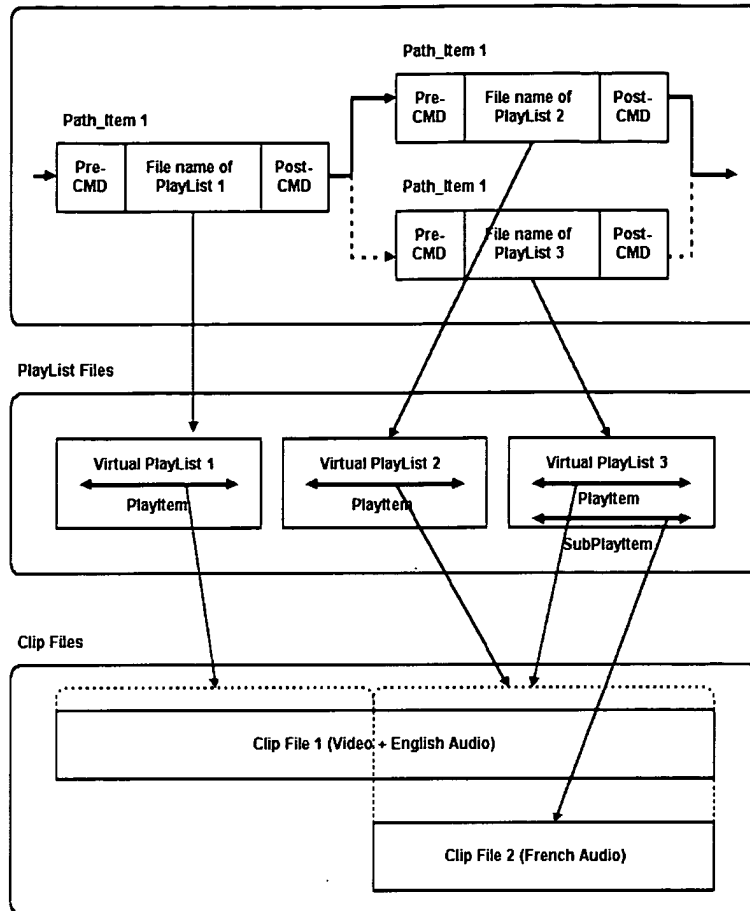 Path_Item 1
Pre-
CMD
File name of
PlayList 2
Post-
CMD
Path_Item 1
Pre-
CMD
File name of
PlayList 1
Post-
CMD
Path_Item 1
Pre-
CMD
File name of
PlayList 3
Post-
CMD
PlayList Files
Virtual PlayList 1
PlayItem
Virtual PlayList 2
PlayItem
Virtual PlayList 3
PlayItem
SubPlayItem
Clip Files
Clip File 1 (Video + English Audio)
Clip File 2 (French Audio)